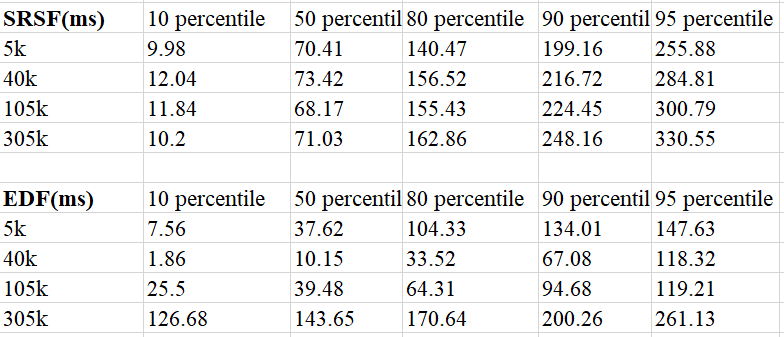 SRSF(ms) 10 percentile 50 percentil 80 percentile 90 percentil 95 percentile
5k 9.98 70.41 140.47 199.16 255.88
40k 12.04 73.42 156.52 216.72 284.81
105k 11.84 68.17 155.43 224.45 300.79
305k 10.2 71.03 162.86 248.16 330.55
EDF(ms) 10 percentile 50 percentil 80 percentile 90 percentil 95 percentile
5k 7.56 37.62 104.33 134.01 147.63
40k 1.86 10.15 33.52 67.08 118.32
105k 25.5 39.48 64.31 94.68 119.21
305k 126.68 143.65 170.64 200.26 261.13